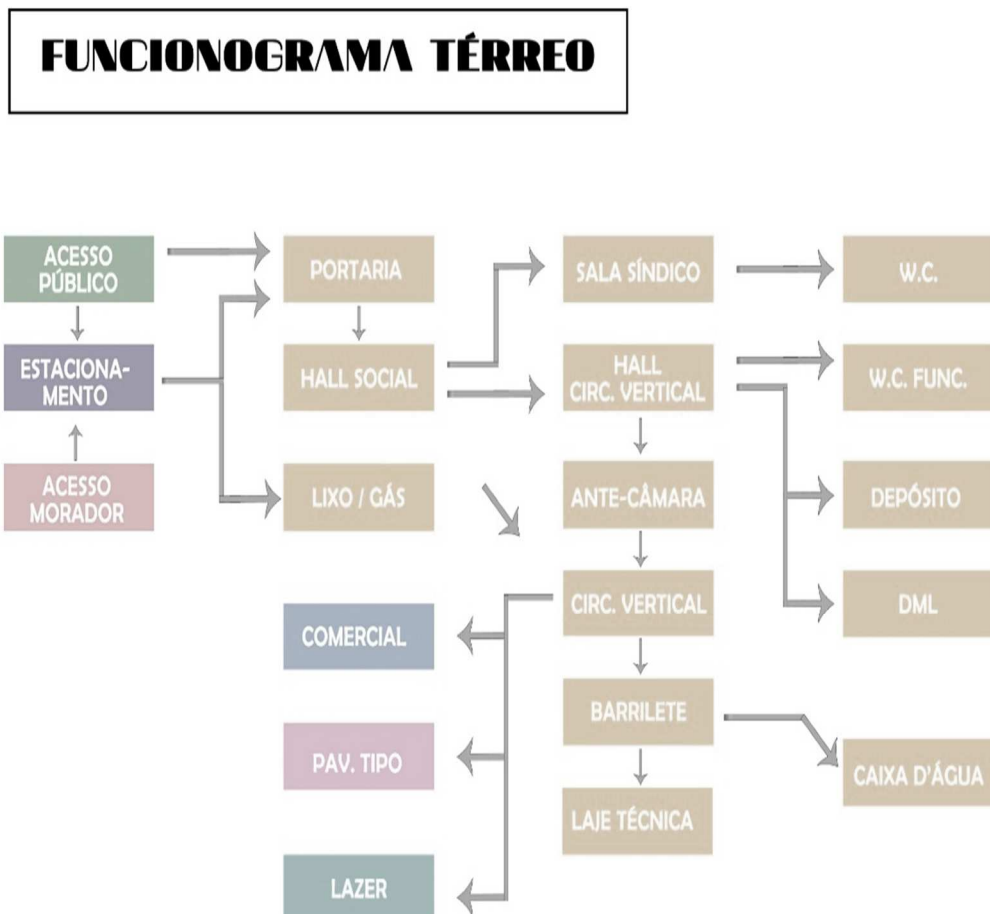 FUNCIONOGRAMA TÉRREO
ACESSO
PÚBLICO
PORTARIA
SALA SÍNDICO
W.C.
ESTACIONA-
MENTO
HALL SOCIAL
HALL
CIRC. VERTICAL
W.C. FUNC.
ACESSO
MORADOR
LIXO / GÁS
ANTE-CÂMARA
DEPÓSITO
CIRC. VERTICAL
DML
COMERCIAL
BARRILETE
PAV. TIPO
CAIXA D'ÁGUA
LAJE TÉCNICA
LAZER